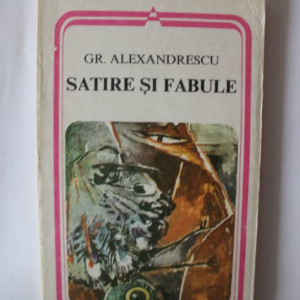 GR. ALEXANDRESCU
SATIRE ȘI FABULE